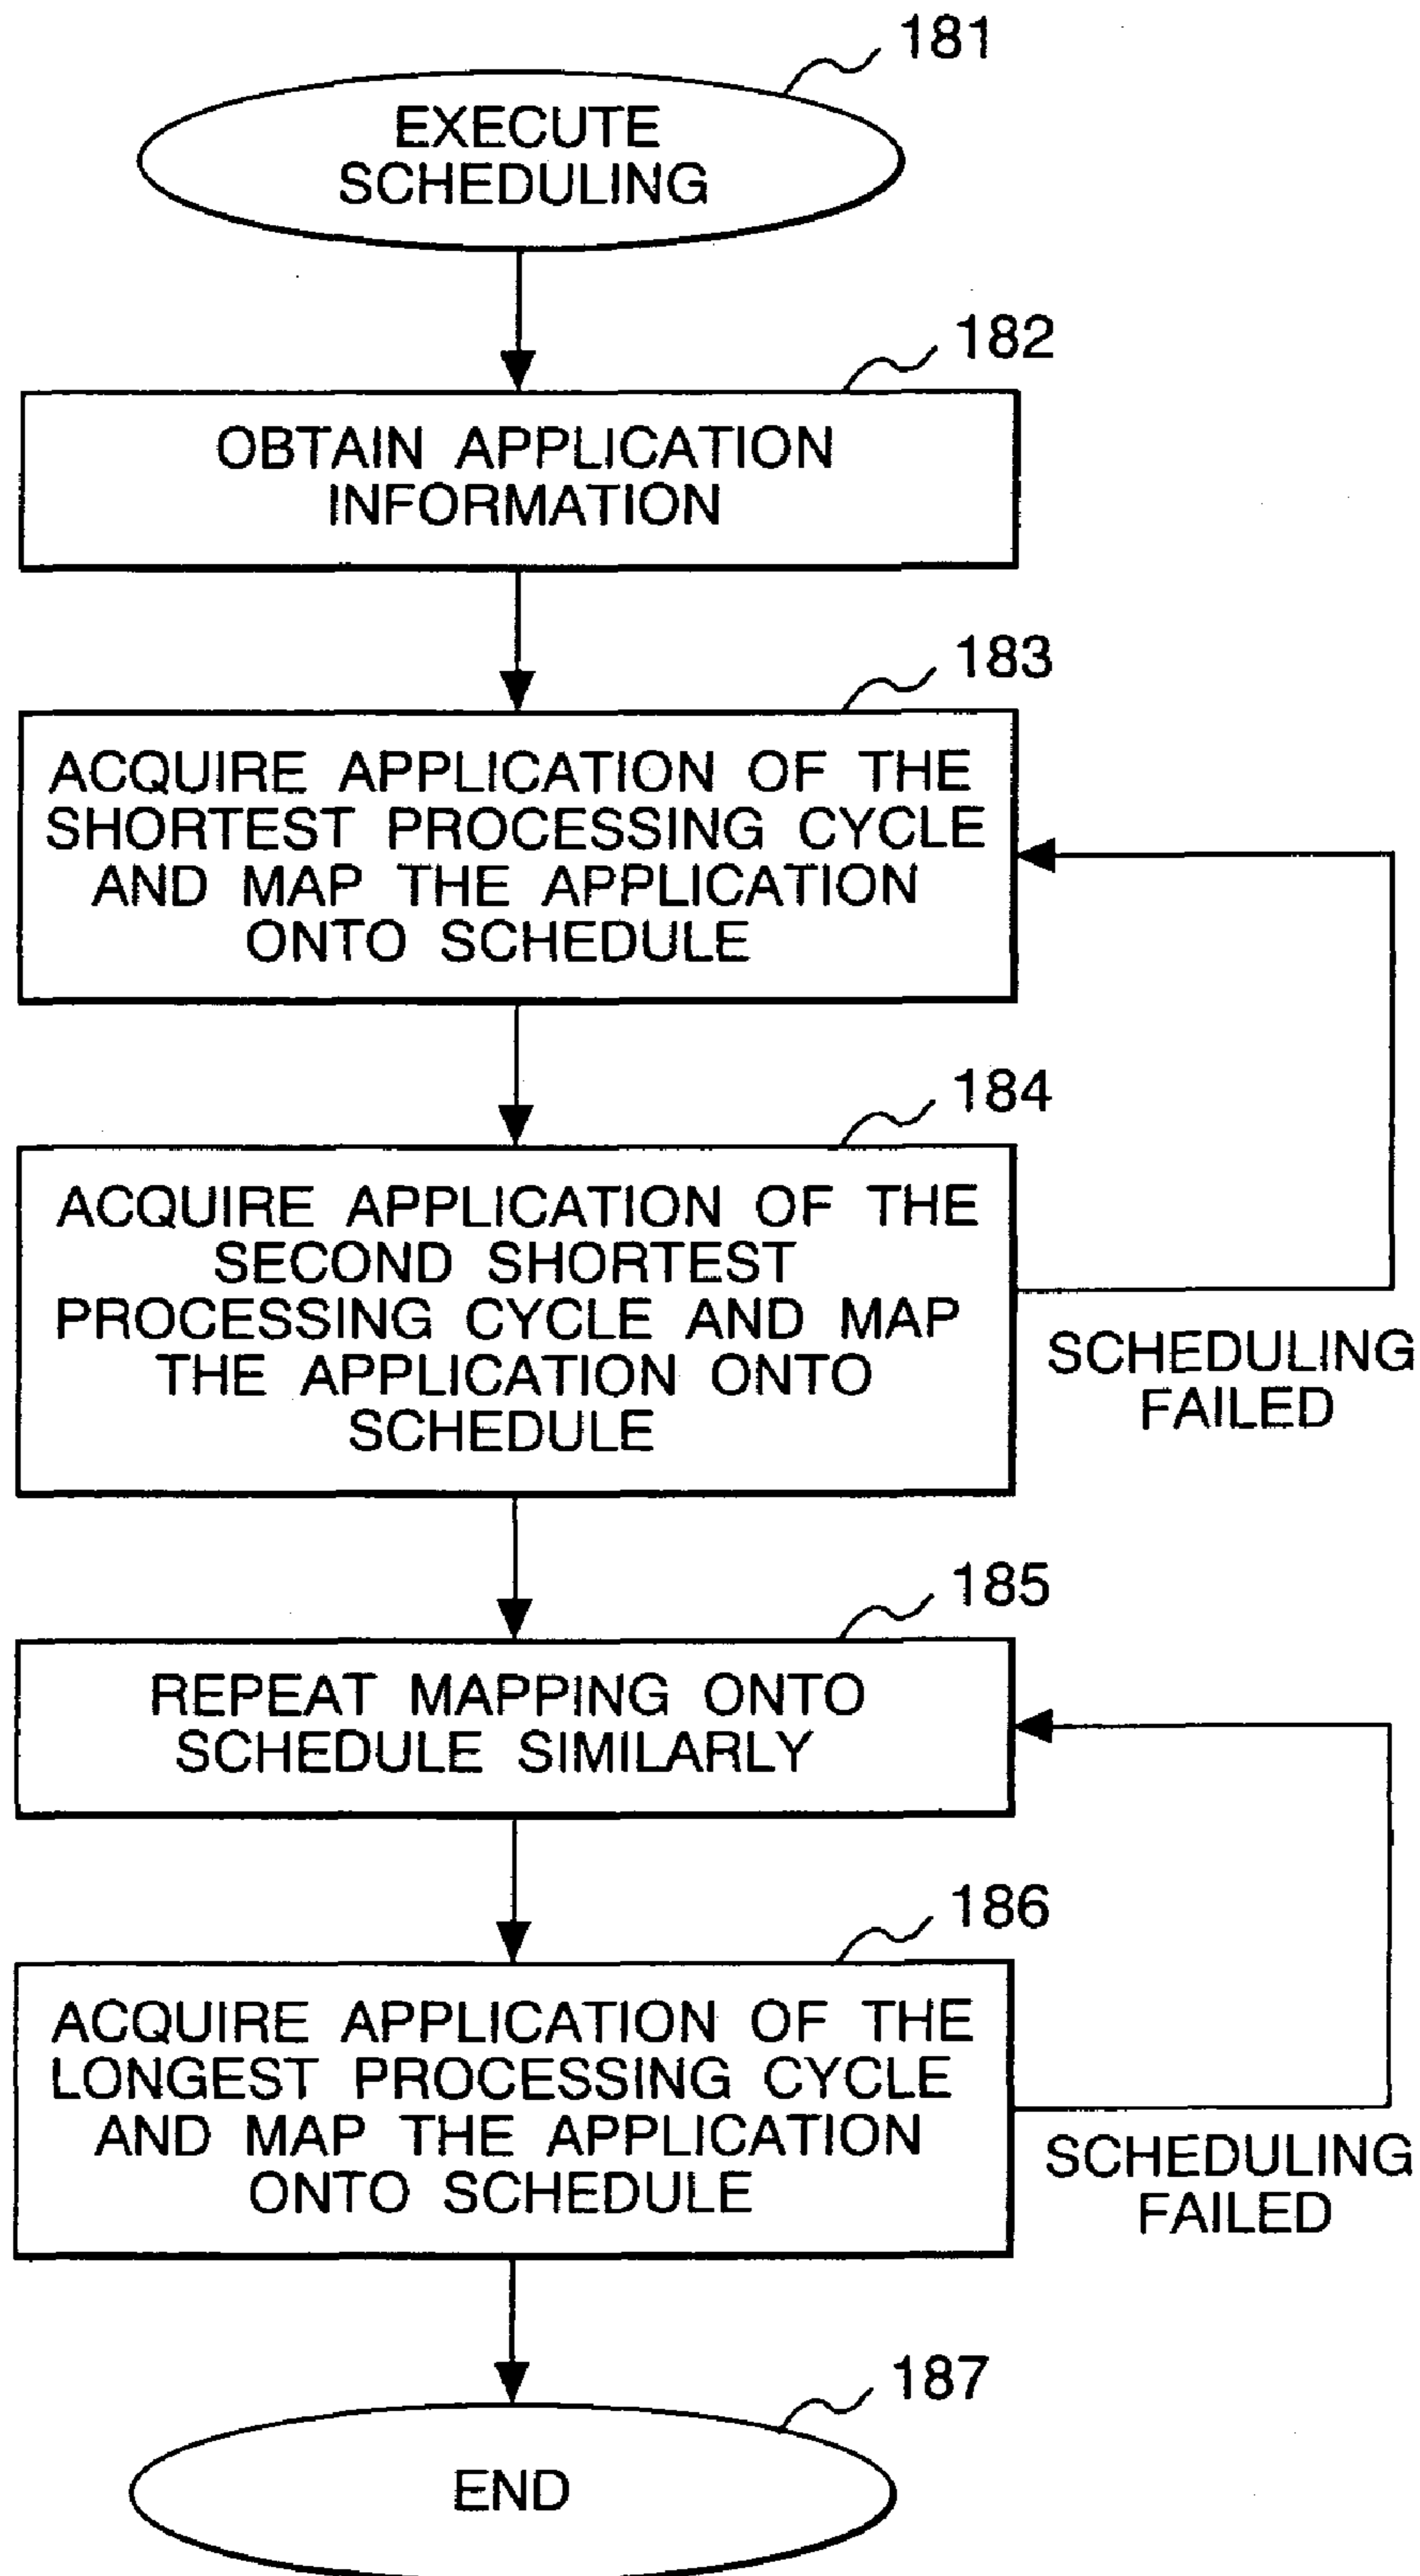 181
EXECUTE
SCHEDULING
182
OBTAIN APPLICATION
INFORMATION
183
ACQUIRE APPLICATION OF THE
SHORTEST PROCESSING CYCLE
AND MAP THE APPLICATION
ONTO SCHEDULE
184
ACQUIRE APPLICATION OF THE
SECOND SHORTEST
PROCESSING CYCLE AND MAP
THE APPLICATION ONTO
SCHEDULE
SCHEDULING
FAILED
185
REPEAT MAPPING ONTO
SCHEDULE SIMILARLY
186
ACQUIRE APPLICATION OF THE
LONGEST PROCESSING CYCLE
AND MAP THE APPLICATION
ONTO SCHEDULE
SCHEDULING
FAILED
187
END